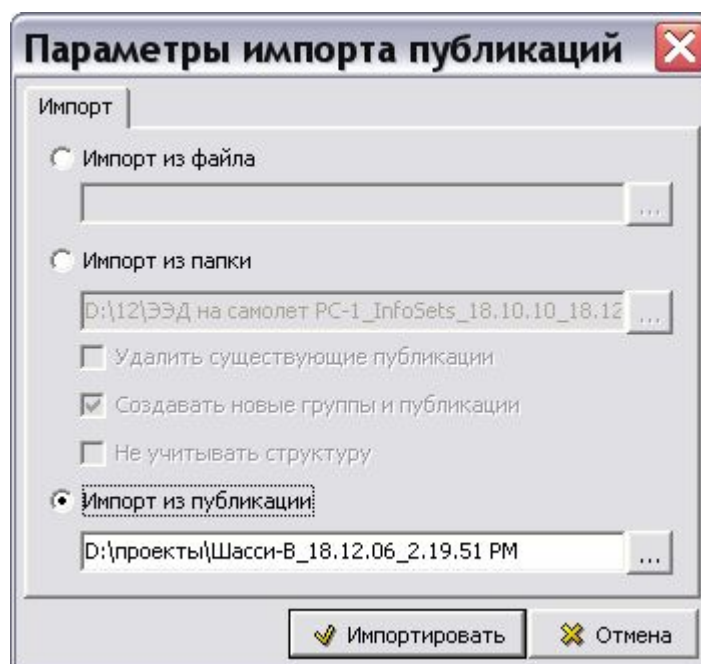 Параметры импорта публикаций
Импорт
Импорт из файла
...
Импорт из папки
D:\12\ЭЭД на самолет РС-1_InfoSets_18.10.10_18.12 ...
Удалить существующие публикации
Создавать новые группы и публикации
Не учитывать структуру
Импорт из публикации
D:\проекты\Шасси-В_18.12.06_2.19.51 PM ...
Импортировать Отмена